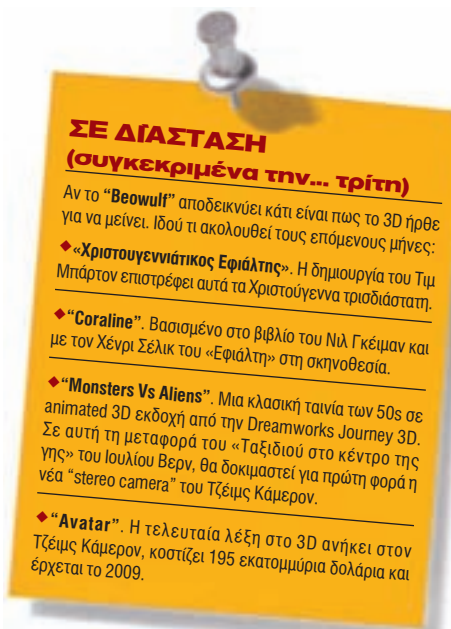 ΣΕ ΔΙΑΣΤΑΣΗ
(συγκεκριμένα την... τρίτη)
Αν το “Beowulf” αποδεικνύει κάτι είναι πως το 3D ήρθε
για να μείνει. Ιδού τι ακολουθεί τους επόμενους μήνες:
◆«Χριστουγεννιάτικος Εφιάλτης». Η δημιουργία του Τιμ
Μπάρτον επιστρέφει αυτά τα Χριστούγεννα τρισδιάστατη.
◆“Coraline”. Βασισμένο στο βιβλίο του Νιλ Γκέιμαν και
με τον Χένρι Σέλικ του «Εφιάλτη» στη σκηνοθεσία.
◆“Monsters Vs Aliens”. Μια κλασική ταινία των 50s σε
animated 3D εκδοχή από την Dreamworks Journey 3D.
Σε αυτή τη μεταφορά του «Ταξιδιού στο κέντρο της
γης» του Ιουλίου Βερν, θα δοκιμαστεί για πρώτη φορά η
νέα “stereo camera” του Τζέιμς Κάμερον.
◆“Avatar”. Η τελευταία λέξη στο 3D ανήκει στον
Τζέιμς Κάμερον, κοστίζει 195 εκατομμύρια δολάρια και
έρχεται το 2009.